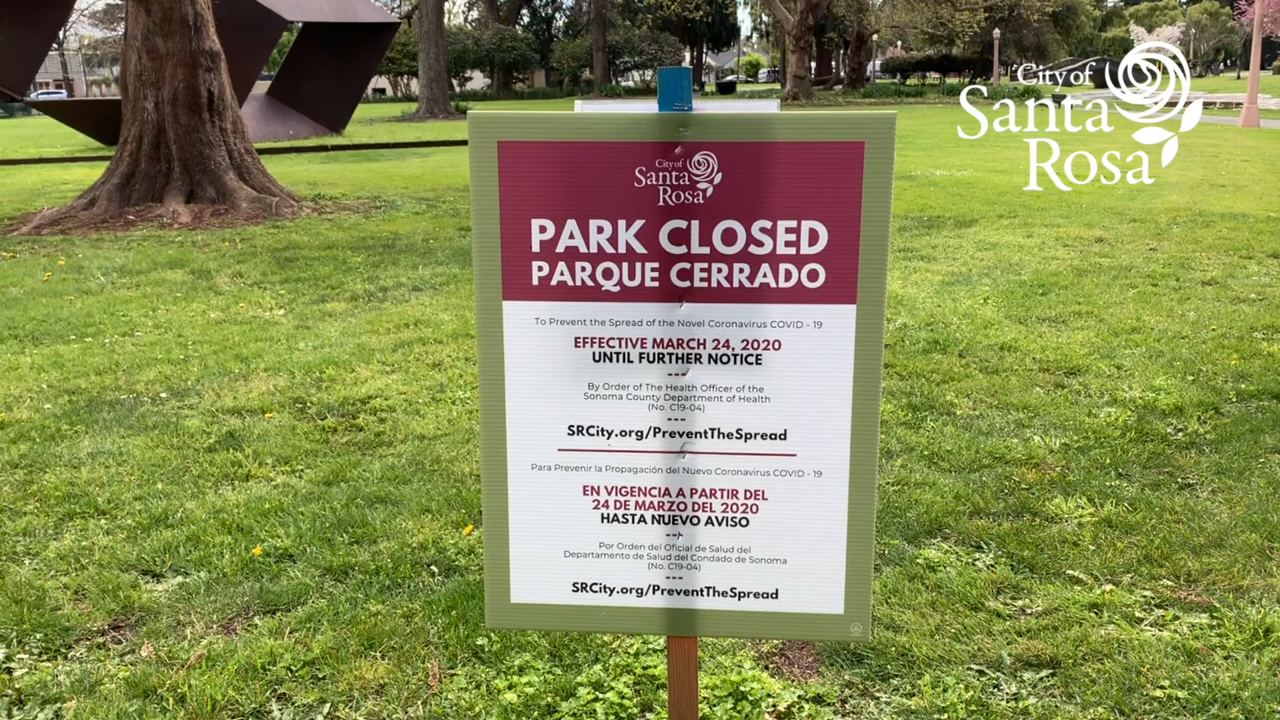 City of
Santa
Rosa
City of
Santa
Rosa
PARK CLOSED
PARQUE CERRADO
To Prevent the Spread of the Novel Coronavirus COVID - 19
EFFECTIVE MARCH 24, 2020
UNTIL FURTHER NOTICE
---
By Order of The Health Officer of the
Sonoma County Department of Health
(No. C19-04)
---
SRCity.org/PreventTheSpread
Para Prevenir la Propagación del Nuevo Coronavirus COVID - 19
EN VIGENCIA A PARTIR DEL
24 DE MARZO DEL 2020
HASTA NUEVO AVISO
---
Por Orden del Oficial de Salud del
Departamento de Salud del Condado de Sonoma
(No. C19-04)
---
SRCity.org/PreventTheSpread